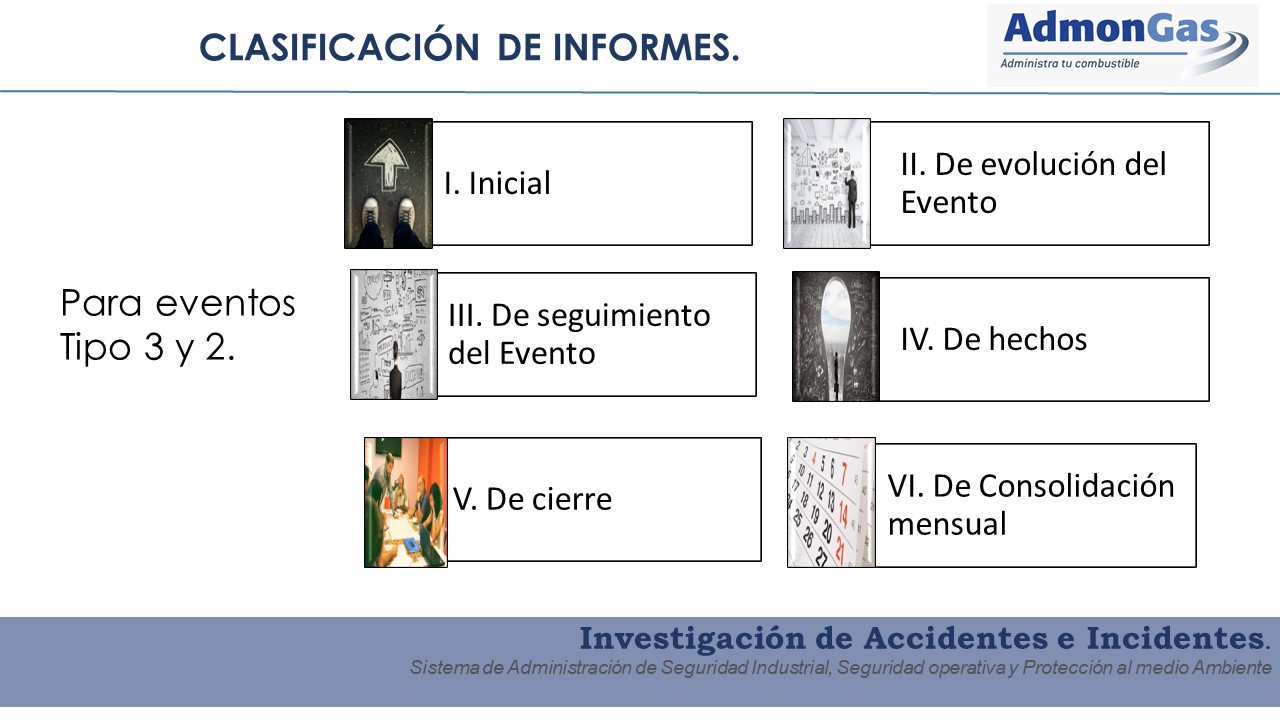 CLASIFICACIÓN DE INFORMES.
AdmonGas
Administra tu combustible
Para eventos
Tipo 3 y 2.
I. Inicial
II. De evolución del
Evento
III. De seguimiento
del Evento
IV. De hechos
V. De cierre
VI. De Consolidación
mensual
Investigación de Accidentes e Incidentes.
Sistema de Administración de Seguridad Industrial, Seguridad operativa y Protección al medio Ambiente